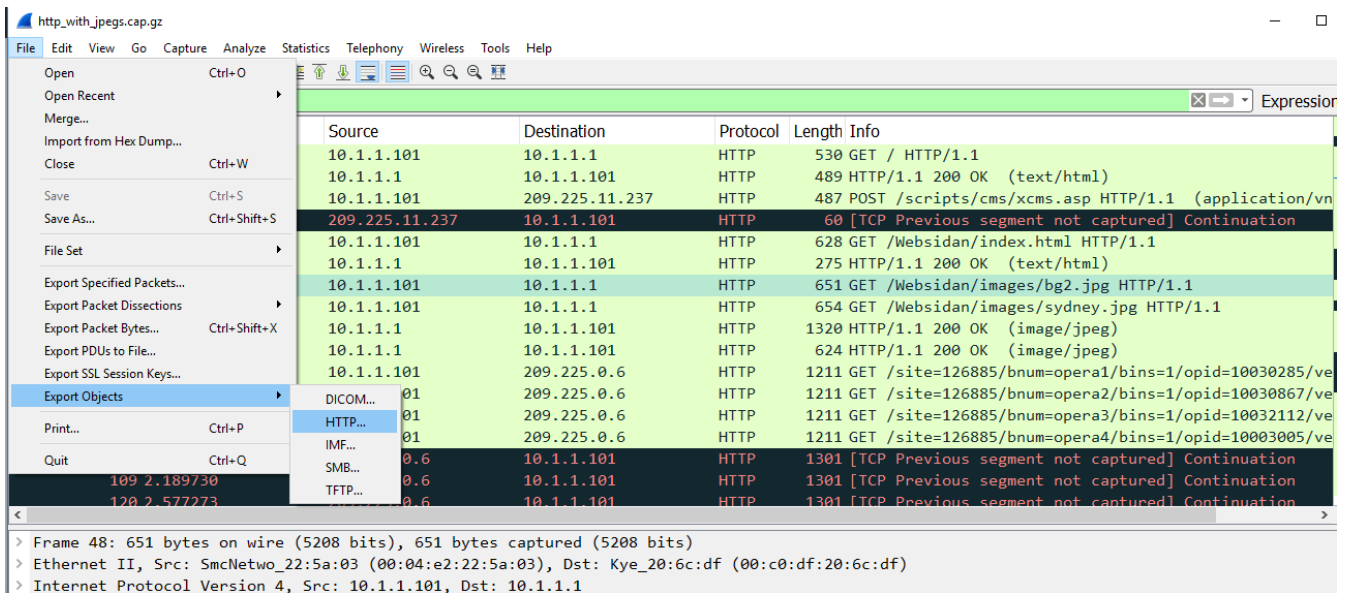 http_with_jpegs.cap.gz
File Edit View Go Capture Analyze Statistics Telephony Wireless Tools Help
Open Ctrl+O
Open Recent
Merge...
Import from Hex Dump...
Close Ctrl+W
Save Ctrl+S
Save As... Ctrl+Shift+S
File Set
Export Specified Packets...
Export Packet Dissections
Export Packet Bytes... Ctrl+Shift+X
Export PDUs to File...
Export SSL Session Keys...
Export Objects
Print... Ctrl+P
Quit Ctrl+Q
DICOM...
HTTP...
IMF...
SMB...
TFTP...
Expression
Source Destination Protocol Length Info
10.1.1.101 10.1.1.1 HTTP 530 GET / HTTP/1.1
10.1.1.1 10.1.1.101 HTTP 489 HTTP/1.1 200 OK (text/html)
10.1.1.101 209.225.11.237 HTTP 487 POST /scripts/cms/xcms.asp HTTP/1.1 (application/vn
209.225.11.237 10.1.1.101 HTTP 60 [TCP Previous segment not captured] Continuation
10.1.1.101 10.1.1.1 HTTP 628 GET /Websidan/index.html HTTP/1.1
10.1.1.1 10.1.1.101 HTTP 275 HTTP/1.1 200 OK (text/html)
10.1.1.101 10.1.1.1 HTTP 651 GET /Websidan/images/bg2.jpg HTTP/1.1
10.1.1.101 10.1.1.1 HTTP 654 GET /Websidan/images/sydney.jpg HTTP/1.1
10.1.1.1 10.1.1.101 HTTP 1320 HTTP/1.1 200 OK (image/jpeg)
10.1.1.1 10.1.1.101 HTTP 624 HTTP/1.1 200 OK (image/jpeg)
10.1.1.101 209.225.0.6 HTTP 1211 GET /site=126885/bnum=opera1/bins=1/opid=10030285/ve
01 209.225.0.6 HTTP 1211 GET /site=126885/bnum=opera2/bins=1/opid=10030867/ve
01 209.225.0.6 HTTP 1211 GET /site=126885/bnum=opera3/bins=1/opid=10032112/ve
01 209.225.0.6 HTTP 1211 GET /site=126885/bnum=opera4/bins=1/opid=10003005/ve
0.6 10.1.1.101 HTTP 1301 [TCP Previous segment not captured] Continuation
109 2.189730 0.6 10.1.1.101 HTTP 1301 [TCP Previous segment not captured] Continuation
120 2.577273 0.6 10.1.1.101 HTTP 1301 [TCP Previous segment not captured] Continuation
Frame 48: 651 bytes on wire (5208 bits), 651 bytes captured (5208 bits)
Ethernet II, Src: SmcNetwo_22:5a:03 (00:04:e2:22:5a:03), Dst: Kye_20:6c:df (00:c0:df:20:6c:df)
Internet Protocol Version 4, Src: 10.1.1.101, Dst: 10.1.1.1